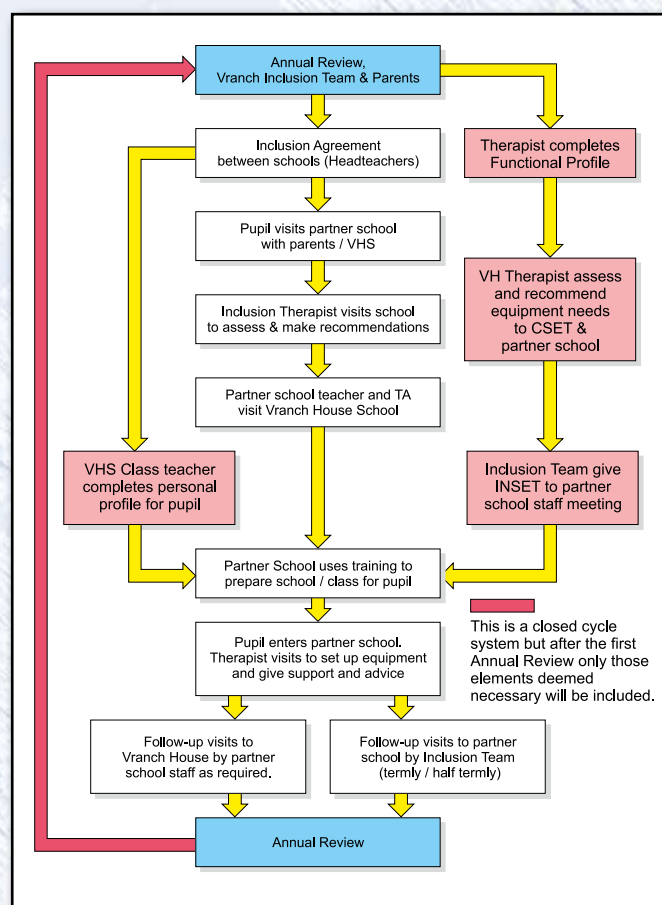 Annual Review,
Vranch Inclusion Team & Parents
Inclusion Agreement
between schools (Headteachers)
Therapist completes
Functional Profile
Pupil visits partner school
with parents / VHS
Inclusion Therapist visits school
to assess & make recommendations
VH Therapist assess
and recommend
equipment needs
to CSET &
partner school
Partner school teacher and TA
visit Vranch House School
VHS Class teacher
completes personal
profile for pupil
Inclusion Team give
INSET to partner
school staff meeting
Partner School uses training to
prepare school / class for pupil
This is a closed cycle
system but after the first
Annual Review only those
elements deemed
necessary will be included.
Pupil enters partner school.
Therapist visits to set up equipment
and give support and advice
Follow-up visits to
Vranch House by partner
school staff as required.
Follow-up visits to partner
school by Inclusion Team
(termly / half termly)
Annual Review